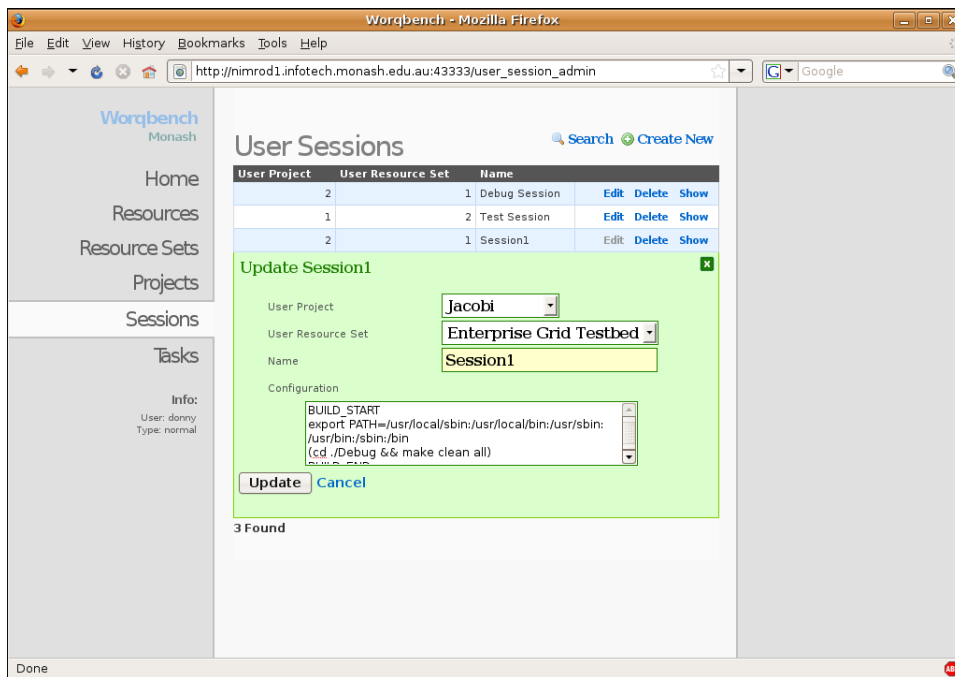 Worqbench - Mozilla Firefox
File Edit View History Bookmarks Tools Help
http://nimrod1.infotech.monash.edu.au:43333/user_session_admin
G Google
Worqbench
Monash
Home
Resources
Resource Sets
Projects
Sessions
Tasks
Info:
User: donny
Type: normal
User Sessions
Search Create New
User Project User Resource Set Name
2 1 Debug Session Edit Delete Show
1 2 Test Session Edit Delete Show
2 1 Session1 Edit Delete Show
Update Session1 x
User Project Jacobi
User Resource Set Enterprise Grid Testbed
Name Session1
Configuration
BUILD_START
export PATH=/usr/local/sbin:/usr/local/bin:/usr/sbin:
/usr/bin:/sbin:/bin
(cd ./Debug && make clean all)
BUILD_END
Update Cancel
3 Found
Done